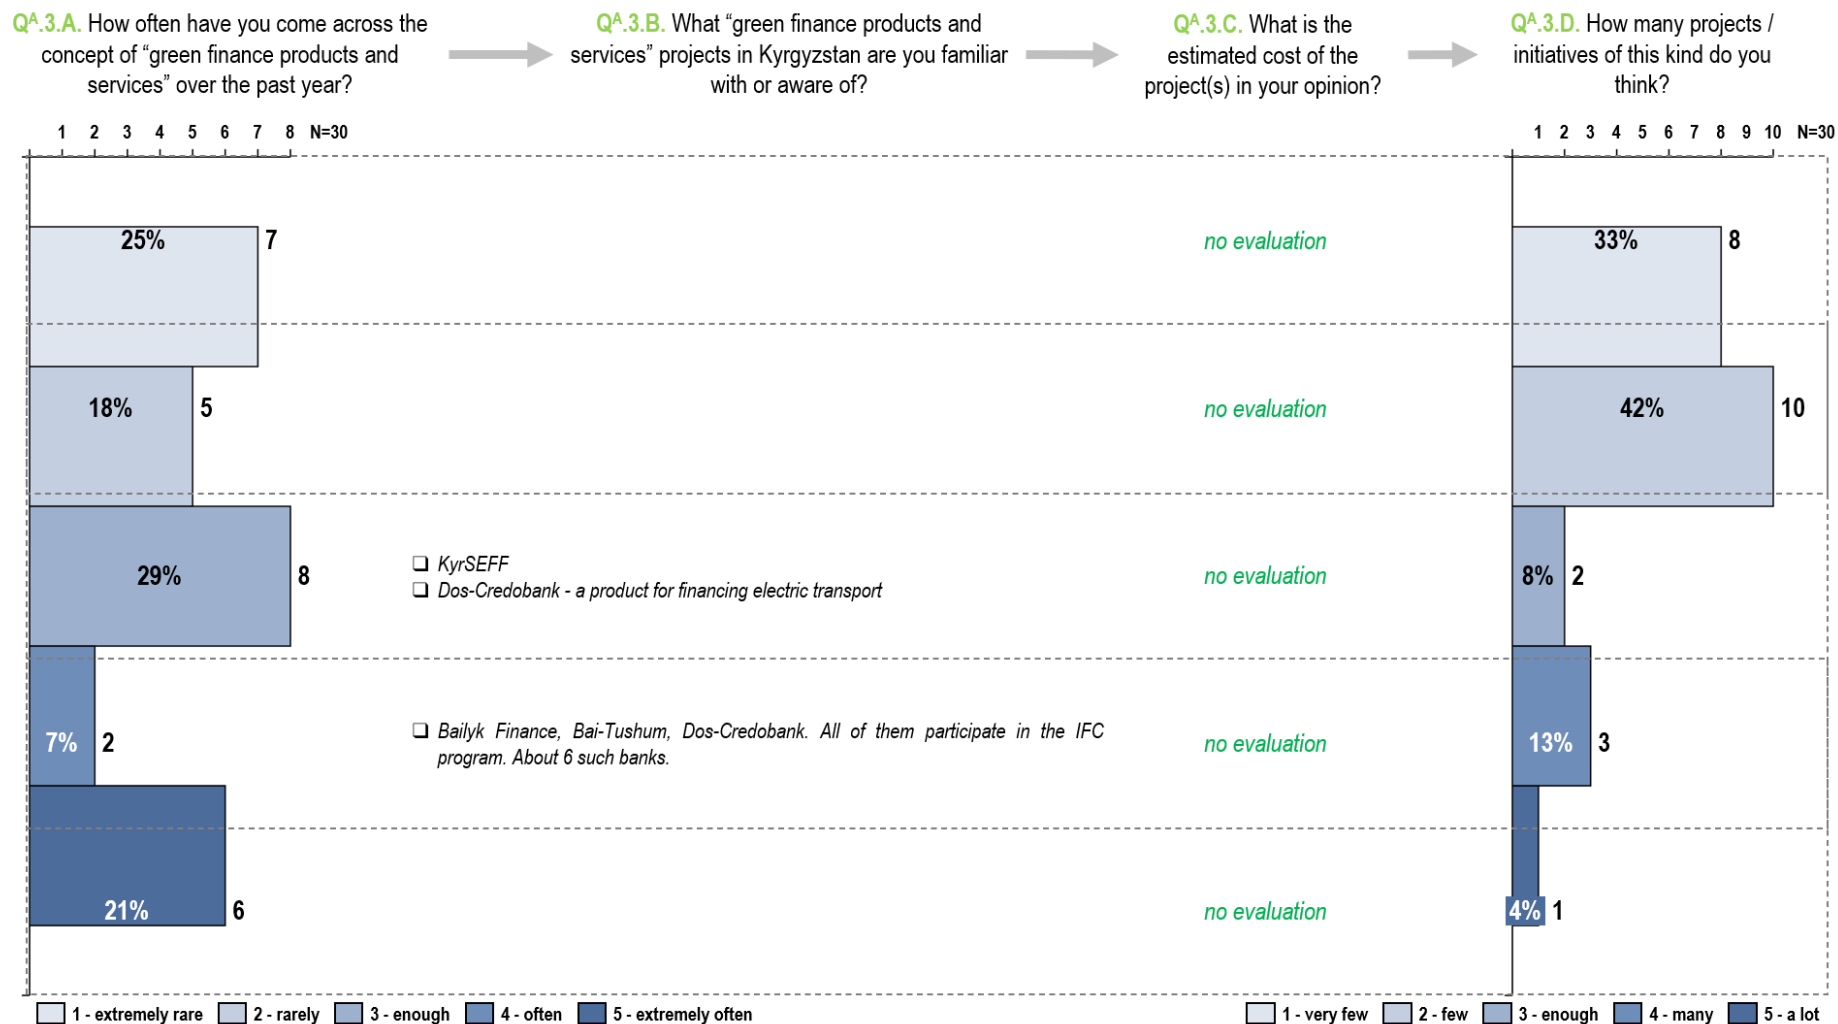 Qᴬ.3.A. How often have you come across the
concept of “green finance products and
services” over the past year?
Qᴬ.3.B. What “green finance products and
services” projects in Kyrgyzstan are you familiar
with or aware of?
Qᴬ.3.C. What is the
estimated cost of the
project(s) in your opinion?
Qᴬ.3.D. How many projects /
initiatives of this kind do you
think?
1 2 3 4 5 6 7 8 N=30
1 2 3 4 5 6 7 8 9 10 N=30
25% 7
no evaluation
33% 8
18% 5
no evaluation
42% 10
29% 8
❑ KyrSEFF
❑ Dos-Credobank - a product for financing electric transport
no evaluation
8% 2
7% 2
❑ Bailyk Finance, Bai-Tushum, Dos-Credobank. All of them participate in the IFC
program. About 6 such banks.
no evaluation
13% 3
21% 6
no evaluation
4% 1
1 - extremely rare 2 - rarely 3 - enough 4 - often 5 - extremely often
1 - very few 2 - few 3 - enough 4 - many 5 - a lot